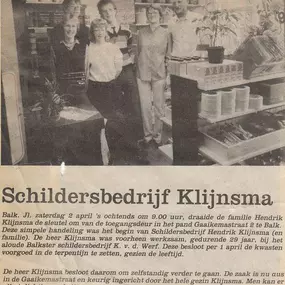 Schildersbedrijf Klijnsma
Balk. Jl. zaterdag 2 april 's ochtends om 9.00 uur, draaide de familie Hendrik
Klijnsma de sleutel om van de toegangsdeur in het pand Gaaikemastraat 2 te Balk.
Deze simpele handeling was het begin van Schildersbedrijf Hendrik Klijnsma (en
familie). De heer Klijnsma was voorheen werkzaam, gedurende 29 jaar, bij het
aloude Balkster schildersbedrijf K. v. d. Werf. Deze besloot per 1 april de kwasten
voorgoed in de terpentijn te zetten, gezien de leeftijd.
De heer Klijnsma besloot daarom om zelfstandig verder te gaan. De zaak is nu aan
de Gaaikemastraat en keurig ingericht door het hele gezin Klijnsma. Men kan er